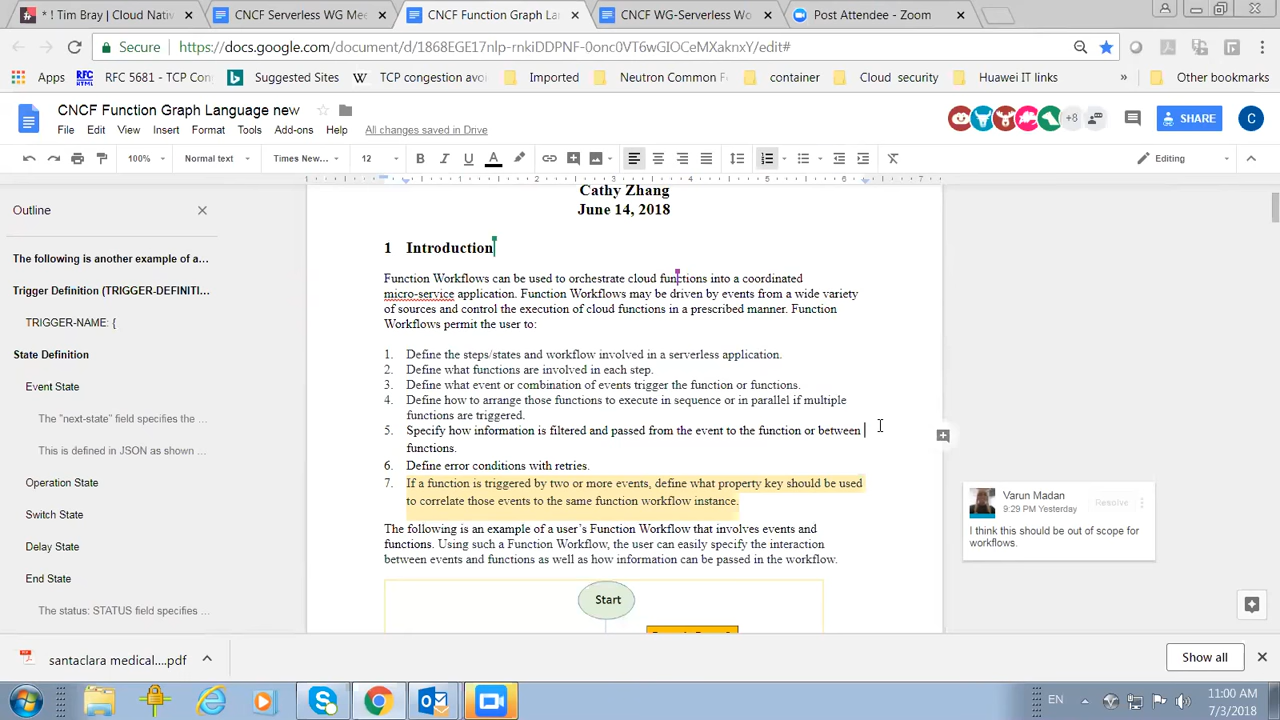 * ! Tim Bray | Cloud Nati
CNCF Serverless WG Mee
CNCF Function Graph La
CNCF WG-Serverless Wo
Post Attendee - Zoom
Secure
https://docs.google.com/document/d/1868EGE17nlp-rnkiDDPNF-0onc0VT6wGIOCeMXaknxY/edit#
Apps
RFC 5681 - TCP Con
Suggested Sites
TCP congestion avoi
Imported
Neutron Common F
container
Cloud security
Huawei IT links
»
Other bookmarks
CNCF Function Graph Language new
File Edit View Insert Format Tools Add-ons Help
All changes saved in Drive
+8
SHARE
C
100%
Normal text
Times New...
12
B I U A
Editing
1 2 3 4 5 6 7
Outline
The following is another example of a...
Trigger Definition (TRIGGER-DEFINITI...
TRIGGER-NAME: {
State Definition
Event State
The "next-state" field specifies the ...
This is defined in JSON as shown ...
Operation State
Switch State
Delay State
End State
The status: STATUS field specifies ...
Cathy Zhang
June 14, 2018
1 Introduction
Function Workflows can be used to orchestrate cloud functions into a coordinated
micro-service application. Function Workflows may be driven by events from a wide variety
of sources and control the execution of cloud functions in a prescribed manner. Function
Workflows permit the user to:
1. Define the steps/states and workflow involved in a serverless application.
2. Define what functions are involved in each step.
3. Define what event or combination of events trigger the function or functions.
4. Define how to arrange those functions to execute in sequence or in parallel if multiple
functions are triggered.
5. Specify how information is filtered and passed from the event to the function or between
functions.
6. Define error conditions with retries.
7. If a function is triggered by two or more events, define what property key should be used
to correlate those events to the same function workflow instance.
The following is an example of a user's Function Workflow that involves events and
functions. Using such a Function Workflow, the user can easily specify the interaction
between events and functions as well as how information can be passed in the workflow.
Start
Varun Madan
9:29 PM Yesterday
Resolve
I think this should be out of scope for
workflows.
santaclara medical....pdf
Show all
EN
11:00 AM
7/3/2018